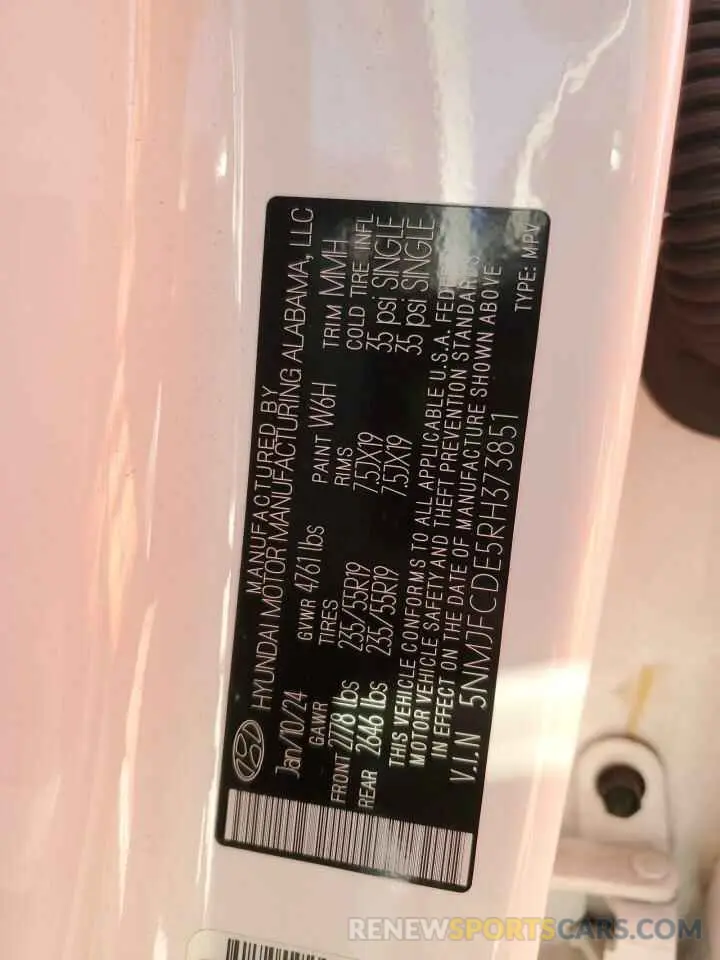 MANUFACTURED BY
HYUNDAI MOTOR MANUFACTURING ALABAMA, LLC
Jan/10/24 GVWR 4761 lbs PAINT W6H TRIM MMH
GAWR TIRES RIMS COLD TIRE INFL
FRONT 2778 lbs 235/55R19 7.5JX19 35 psi SINGLE
REAR 2646 lbs 235/55R19 7.5JX19 35 psi SINGLE
THIS VEHICLE CONFORMS TO ALL APPLICABLE U.S.A.
MOTOR VEHICLE SAFETY AND THEFT PREVENTION STANDARDS
IN EFFECT ON THE DATE OF MANUFACTURE SHOWN ABOVE
V.I.N 5NMJFCDE5RH373851 TYPE: MPV
RENEWSPORTSCARS.COM